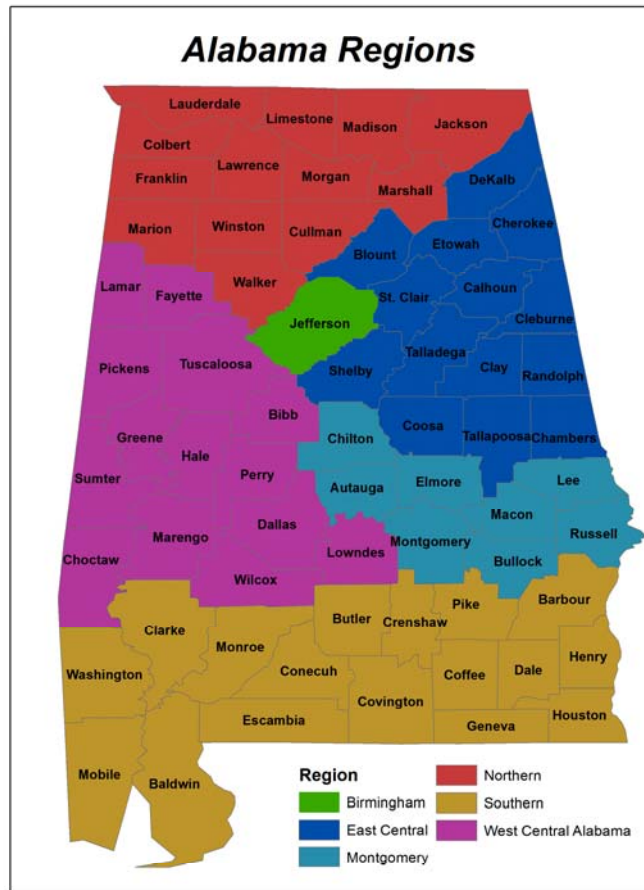 Alabama Regions
Lauderdale
Limestone
Madison
Jackson
Colbert
Lawrence
Franklin
Morgan
Marshall
DeKalb
Cherokee
Marion
Winston
Cullman
Blount
Etowah
Walker
Lamar
Fayette
St. Clair
Calhoun
Jefferson
Cleburne
Talladega
Pickens
Tuscaloosa
Shelby
Clay
Randolph
Bibb
Chilton
Coosa
Tallapoosa
Chambers
Greene
Hale
Perry
Sumter
Autauga
Elmore
Lee
Macon
Dallas
Marengo
Montgomery
Russell
Choctaw
Lowndes
Bullock
Wilcox
Pike
Barbour
Butler
Crenshaw
Clarke
Monroe
Washington
Conecuh
Coffee
Dale
Henry
Covington
Escambia
Geneva
Houston
Mobile
Baldwin
Region
Birmingham
East Central
Montgomery
Northern
Southern
West Central Alabama